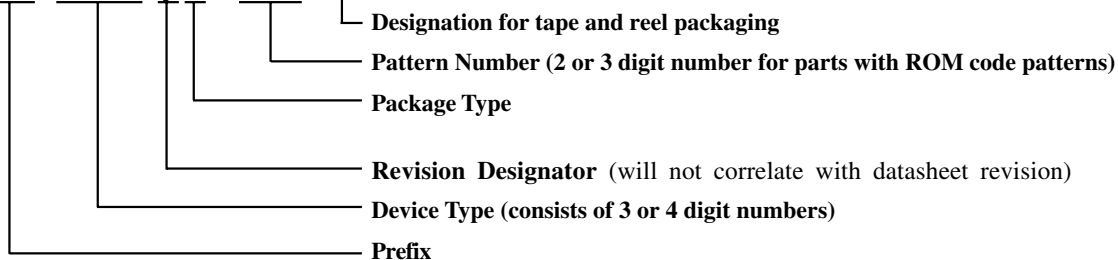 Designation for tape and reel packaging
Pattern Number (2 or 3 digit number for parts with ROM code patterns)
Package Type
Revision Designator (will not correlate with datasheet revision)
Device Type (consists of 3 or 4 digit numbers)
Prefix